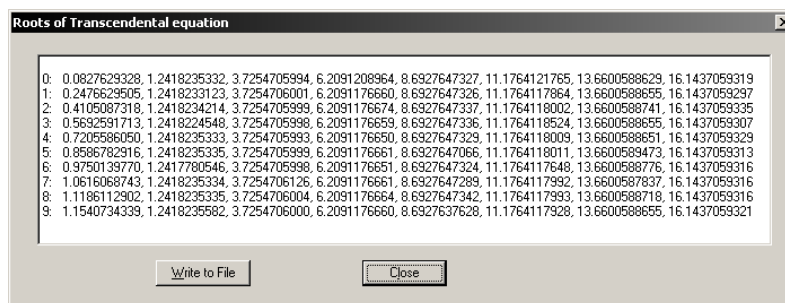 Roots of Transcendental equation
0: 0.0827629328, 1.2418235332, 3.7254705994, 6.2091208964, 8.6927647327, 11.1764121765, 13.6600588629, 16.1437059319
1: 0.2476629505, 1.2418233123, 3.7254706001, 6.2091176660, 8.6927647326, 11.1764117864, 13.6600588655, 16.1437059297
2: 0.4105087318, 1.2418234214, 3.7254705999, 6.2091176674, 8.6927647337, 11.1764118002, 13.6600588741, 16.1437059335
3: 0.5692591713, 1.2418224548, 3.7254705998, 6.2091176659, 8.6927647336, 11.1764118524, 13.6600588655, 16.1437059307
4: 0.7205586050, 1.2418235333, 3.7254705993, 6.2091176650, 8.6927647329, 11.1764118009, 13.6600588651, 16.1437059329
5: 0.8586782916, 1.2418235335, 3.7254705999, 6.2091176661, 8.6927647066, 11.1764118011, 13.6600589473, 16.1437059313
6: 0.9750139770, 1.2417780546, 3.7254705998, 6.2091176651, 8.6927647324, 11.1764117648, 13.6600588776, 16.1437059316
7: 1.0616068743, 1.2418235334, 3.7254706126, 6.2091176661, 8.6927647289, 11.1764117992, 13.6600587837, 16.1437059316
8: 1.1186112902, 1.2418235335, 3.7254706004, 6.2091176664, 8.6927647342, 11.1764117993, 13.6600588718, 16.1437059316
9: 1.1540734339, 1.2418235582, 3.7254706000, 6.2091176660, 8.6927637628, 11.1764117928, 13.6600588655, 16.1437059321
Write to File
Close